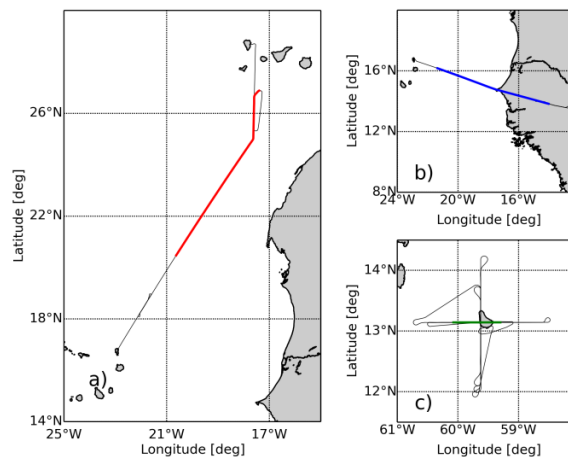 26°N
22°N
18°N
14°N
25°W
21°W
17°W
Longitude [deg]
Latitude [deg]
a)
16°N
12°N
8°N
24°W
20°W
16°W
Longitude [deg]
Latitude [deg]
b)
14°N
13°N
12°N
61°W
60°W
59°W
Longitude [deg]
Latitude [deg]
c)